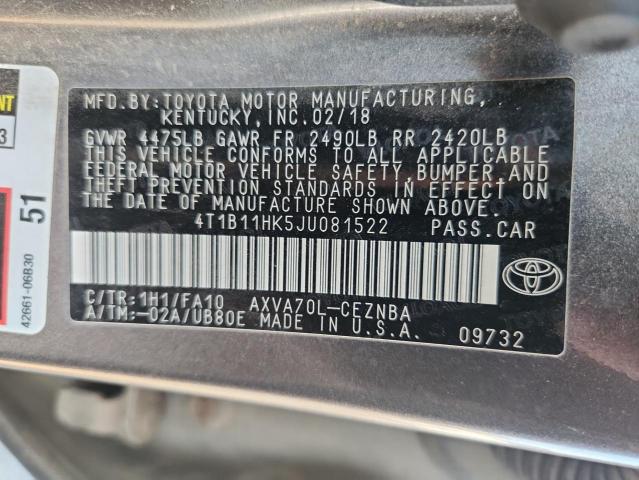 MFD.BY:TOYOTA MOTOR MANUFACTURING,
KENTUCKY, INC. 02/18
GVWR 4475LB GAWR FR 2490LB RR 2420LB
THIS VEHICLE CONFORMS TO ALL APPLICABLE
FEDERAL MOTOR VEHICLE SAFETY, BUMPER, AND
THEFT PREVENTION STANDARDS IN EFFECT ON
THE DATE OF MANUFACTURE SHOWN ABOVE.
4T1B11HK5JU081522 PASS.CAR
C/TR:1H1/FA10 AXVA70L-CEZNBA
A/TM:-02A/UB80E MADE IN U.S.A.
09732
51
42661-06B30